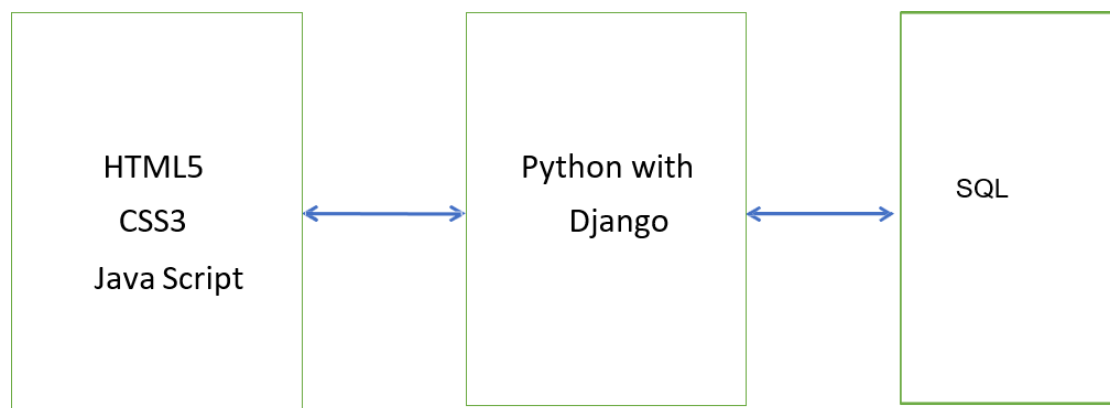 HTML5
CSS3
Java Script
Python with
Django
SQL